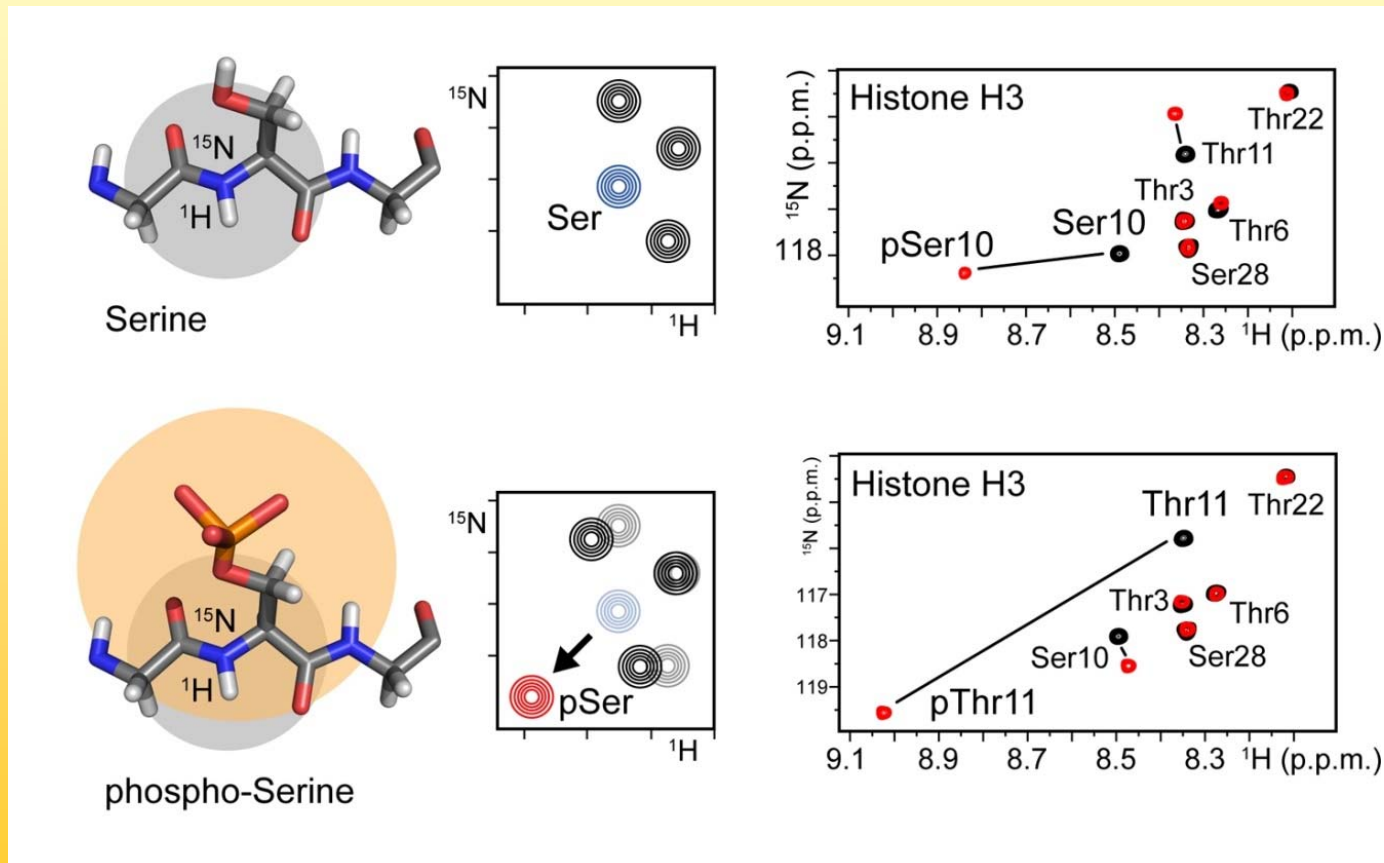 ¹⁵N
¹H
Serine
¹⁵N
Ser
¹H
Histone H3
¹⁵N (p.p.m.)
118
Thr22
Thr11
Thr3
Ser10
pSer10
Thr6
Ser28
9.1 8.9 8.7 8.5 8.3 ¹H (p.p.m.)
¹⁵N
¹H
phospho-Serine
¹⁵N
pSer
¹H
Histone H3
¹⁵N (p.p.m.)
117
118
119
Thr22
Thr11
Thr3
Thr6
Ser10
Ser28
pThr11
9.1 8.9 8.7 8.5 8.3 ¹H (p.p.m.)